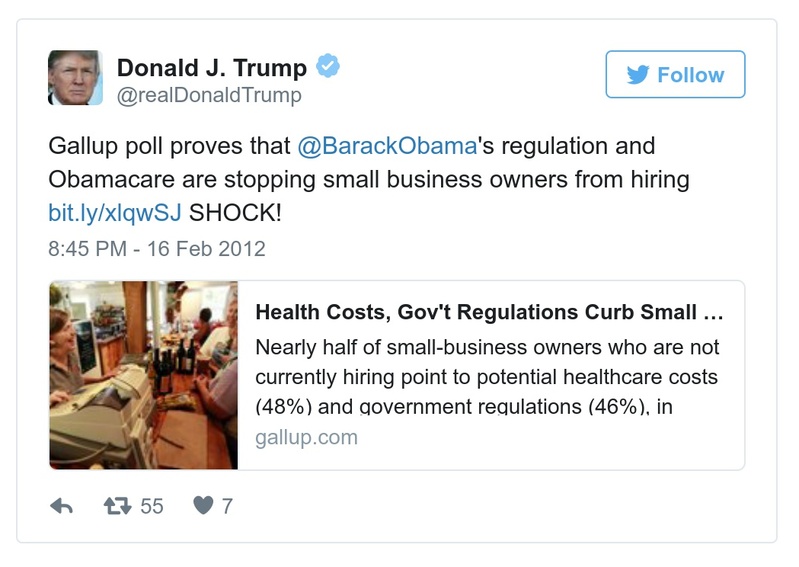 Donald J. Trump
@realDonaldTrump
Follow
Gallup poll proves that @BarackObama's regulation and
Obamacare are stopping small business owners from hiring
bit.ly/xlqwSJ SHOCK!
8:45 PM - 16 Feb 2012
Health Costs, Gov't Regulations Curb Small ...
Nearly half of small-business owners who are not
currently hiring point to potential healthcare costs
(48%) and government regulations (46%), in
gallup.com
55
7